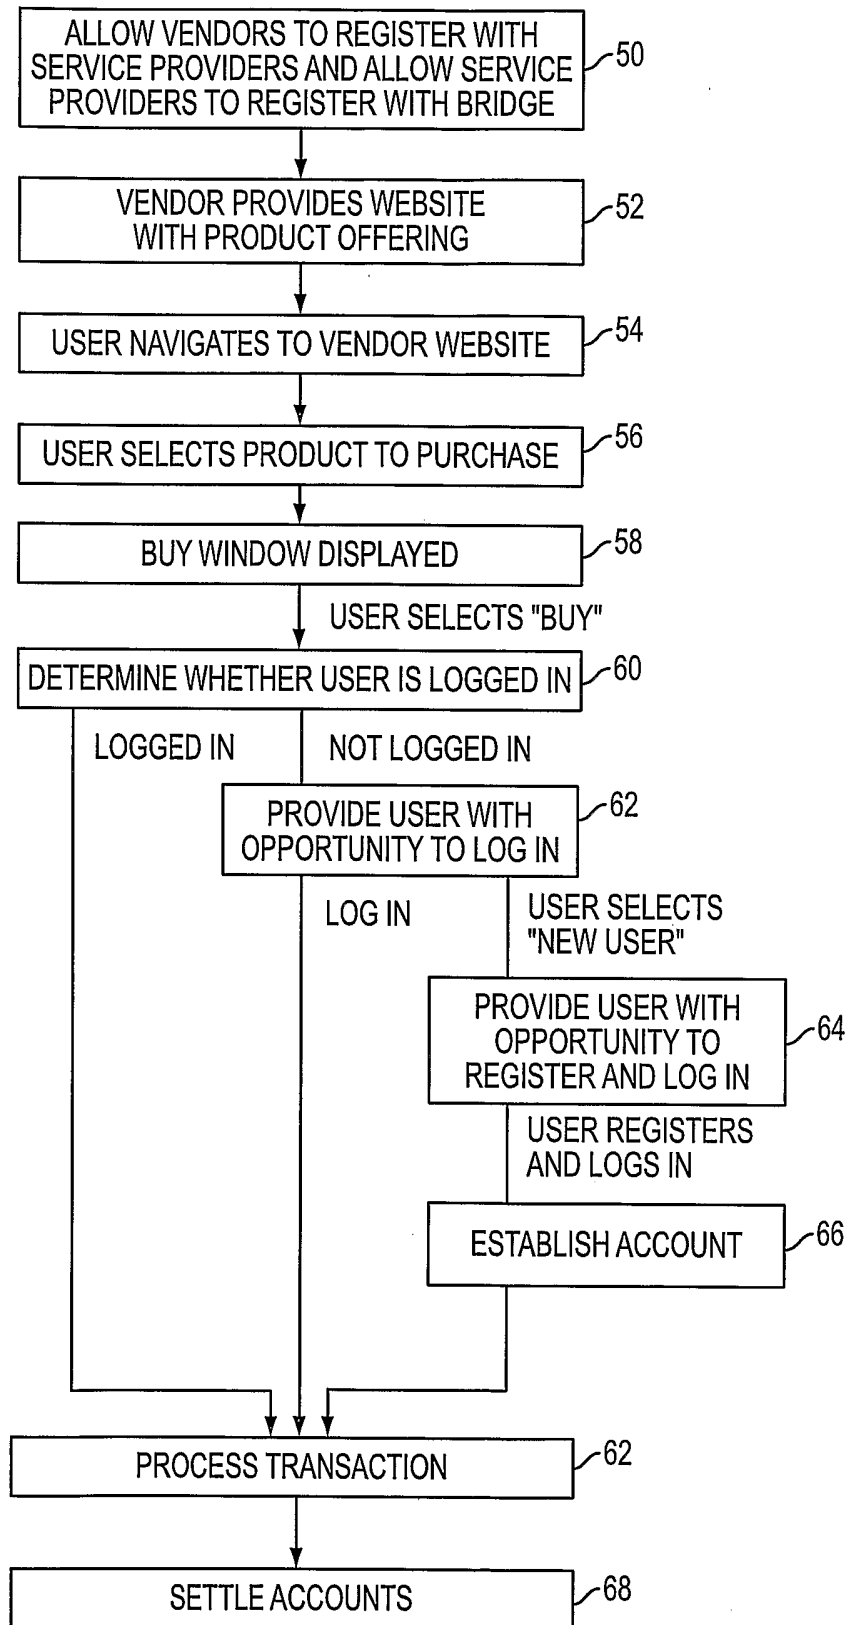 ALLOW VENDORS TO REGISTER WITH
SERVICE PROVIDERS AND ALLOW SERVICE
PROVIDERS TO REGISTER WITH BRIDGE
50
VENDOR PROVIDES WEBSITE
WITH PRODUCT OFFERING
52
USER NAVIGATES TO VENDOR WEBSITE
54
USER SELECTS PRODUCT TO PURCHASE
56
BUY WINDOW DISPLAYED
58
USER SELECTS "BUY"
DETERMINE WHETHER USER IS LOGGED IN
60
LOGGED IN
NOT LOGGED IN
PROVIDE USER WITH
OPPORTUNITY TO LOG IN
62
LOG IN
USER SELECTS
"NEW USER"
PROVIDE USER WITH
OPPORTUNITY TO
REGISTER AND LOG IN
64
USER REGISTERS
AND LOGS IN
ESTABLISH ACCOUNT
66
PROCESS TRANSACTION
62
SETTLE ACCOUNTS
68